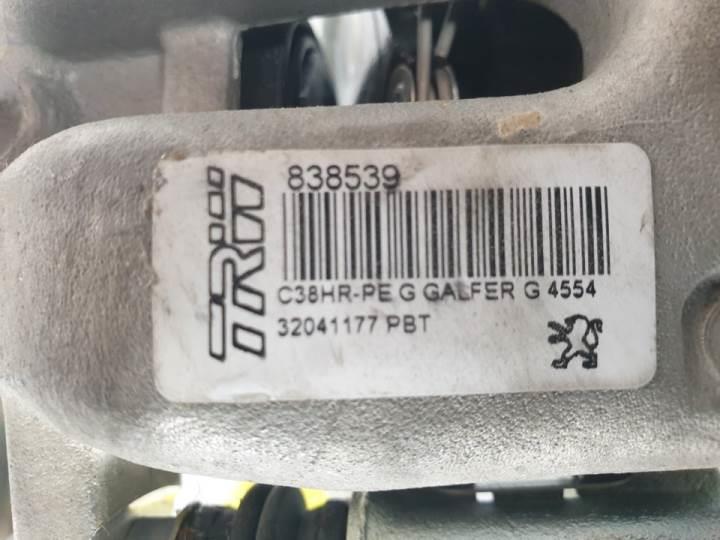 TRW
838539
C38HR-PE G GALFER G 4554
32041177 PBT